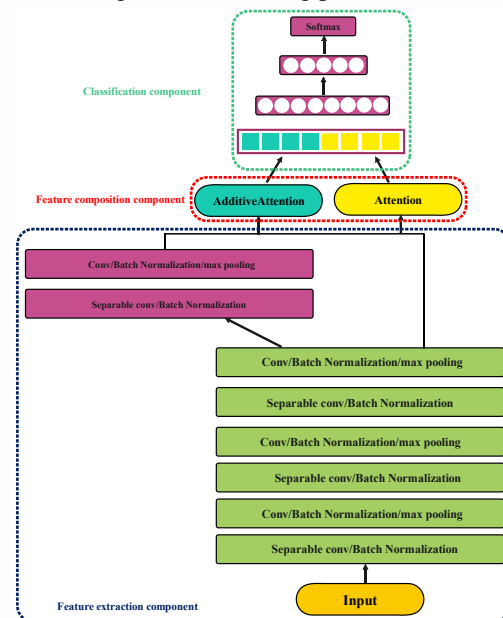 Softmax
Classification component
Feature composition component
AdditiveAttention
Attention
Conv/Batch Normalization/max pooling
Separable conv/Batch Normalization
Conv/Batch Normalization/max pooling
Separable conv/Batch Normalization
Conv/Batch Normalization/max pooling
Separable conv/Batch Normalization
Conv/Batch Normalization/max pooling
Separable conv/Batch Normalization
Input
Feature extraction component